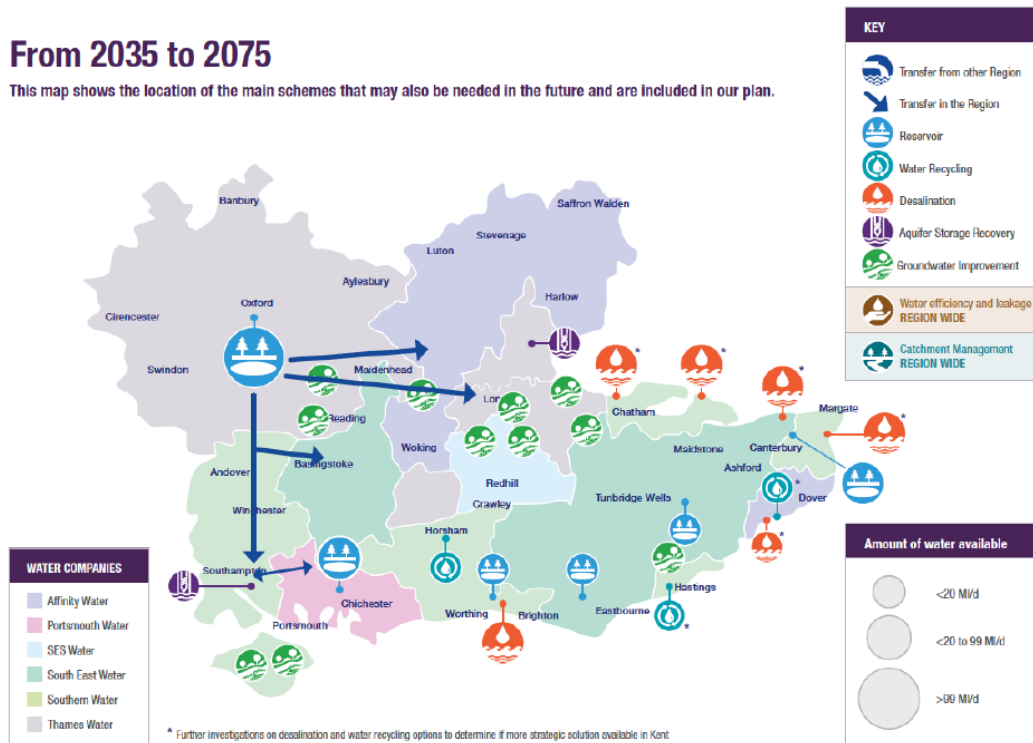 From 2035 to 2075
This map shows the location of the main schemes that may also be needed in the future and are included in our plan.
KEY
Transfer from other Region
Transfer in the Region
Reservoir
Water Recycling
Desalination
Aquifer Storage Recovery
Groundwater Improvement
Water efficiency and leakage
REGION WIDE
Catchment Management
REGION WIDE
Banbury
Saffron Walden
Stevenage
Luton
Aylesbury
Harlow
Oxford
Cirencester
Swindon
Maidenhead
*
*
*
Lon
Reading
Chatham
Margate
*
Woking
Maidstone
Canterbury
Basingstoke
Ashford
Andover
Redhill
*
Dover
Tunbridge Wells
Crawley
Winchester
Horsham
*
Southampton
Hastings
Chichester
Worthing
Brighton
Eastbourne
*
Portsmouth
WATER COMPANIES
Affinity Water
Portsmouth Water
SES Water
South East Water
Southern Water
Thames Water
Amount of water available
<20 Ml/d
<20 to 99 Ml/d
>99 Ml/d
* Further investigations on desalination and water recycling options to determine if more strategic solution available in Kent